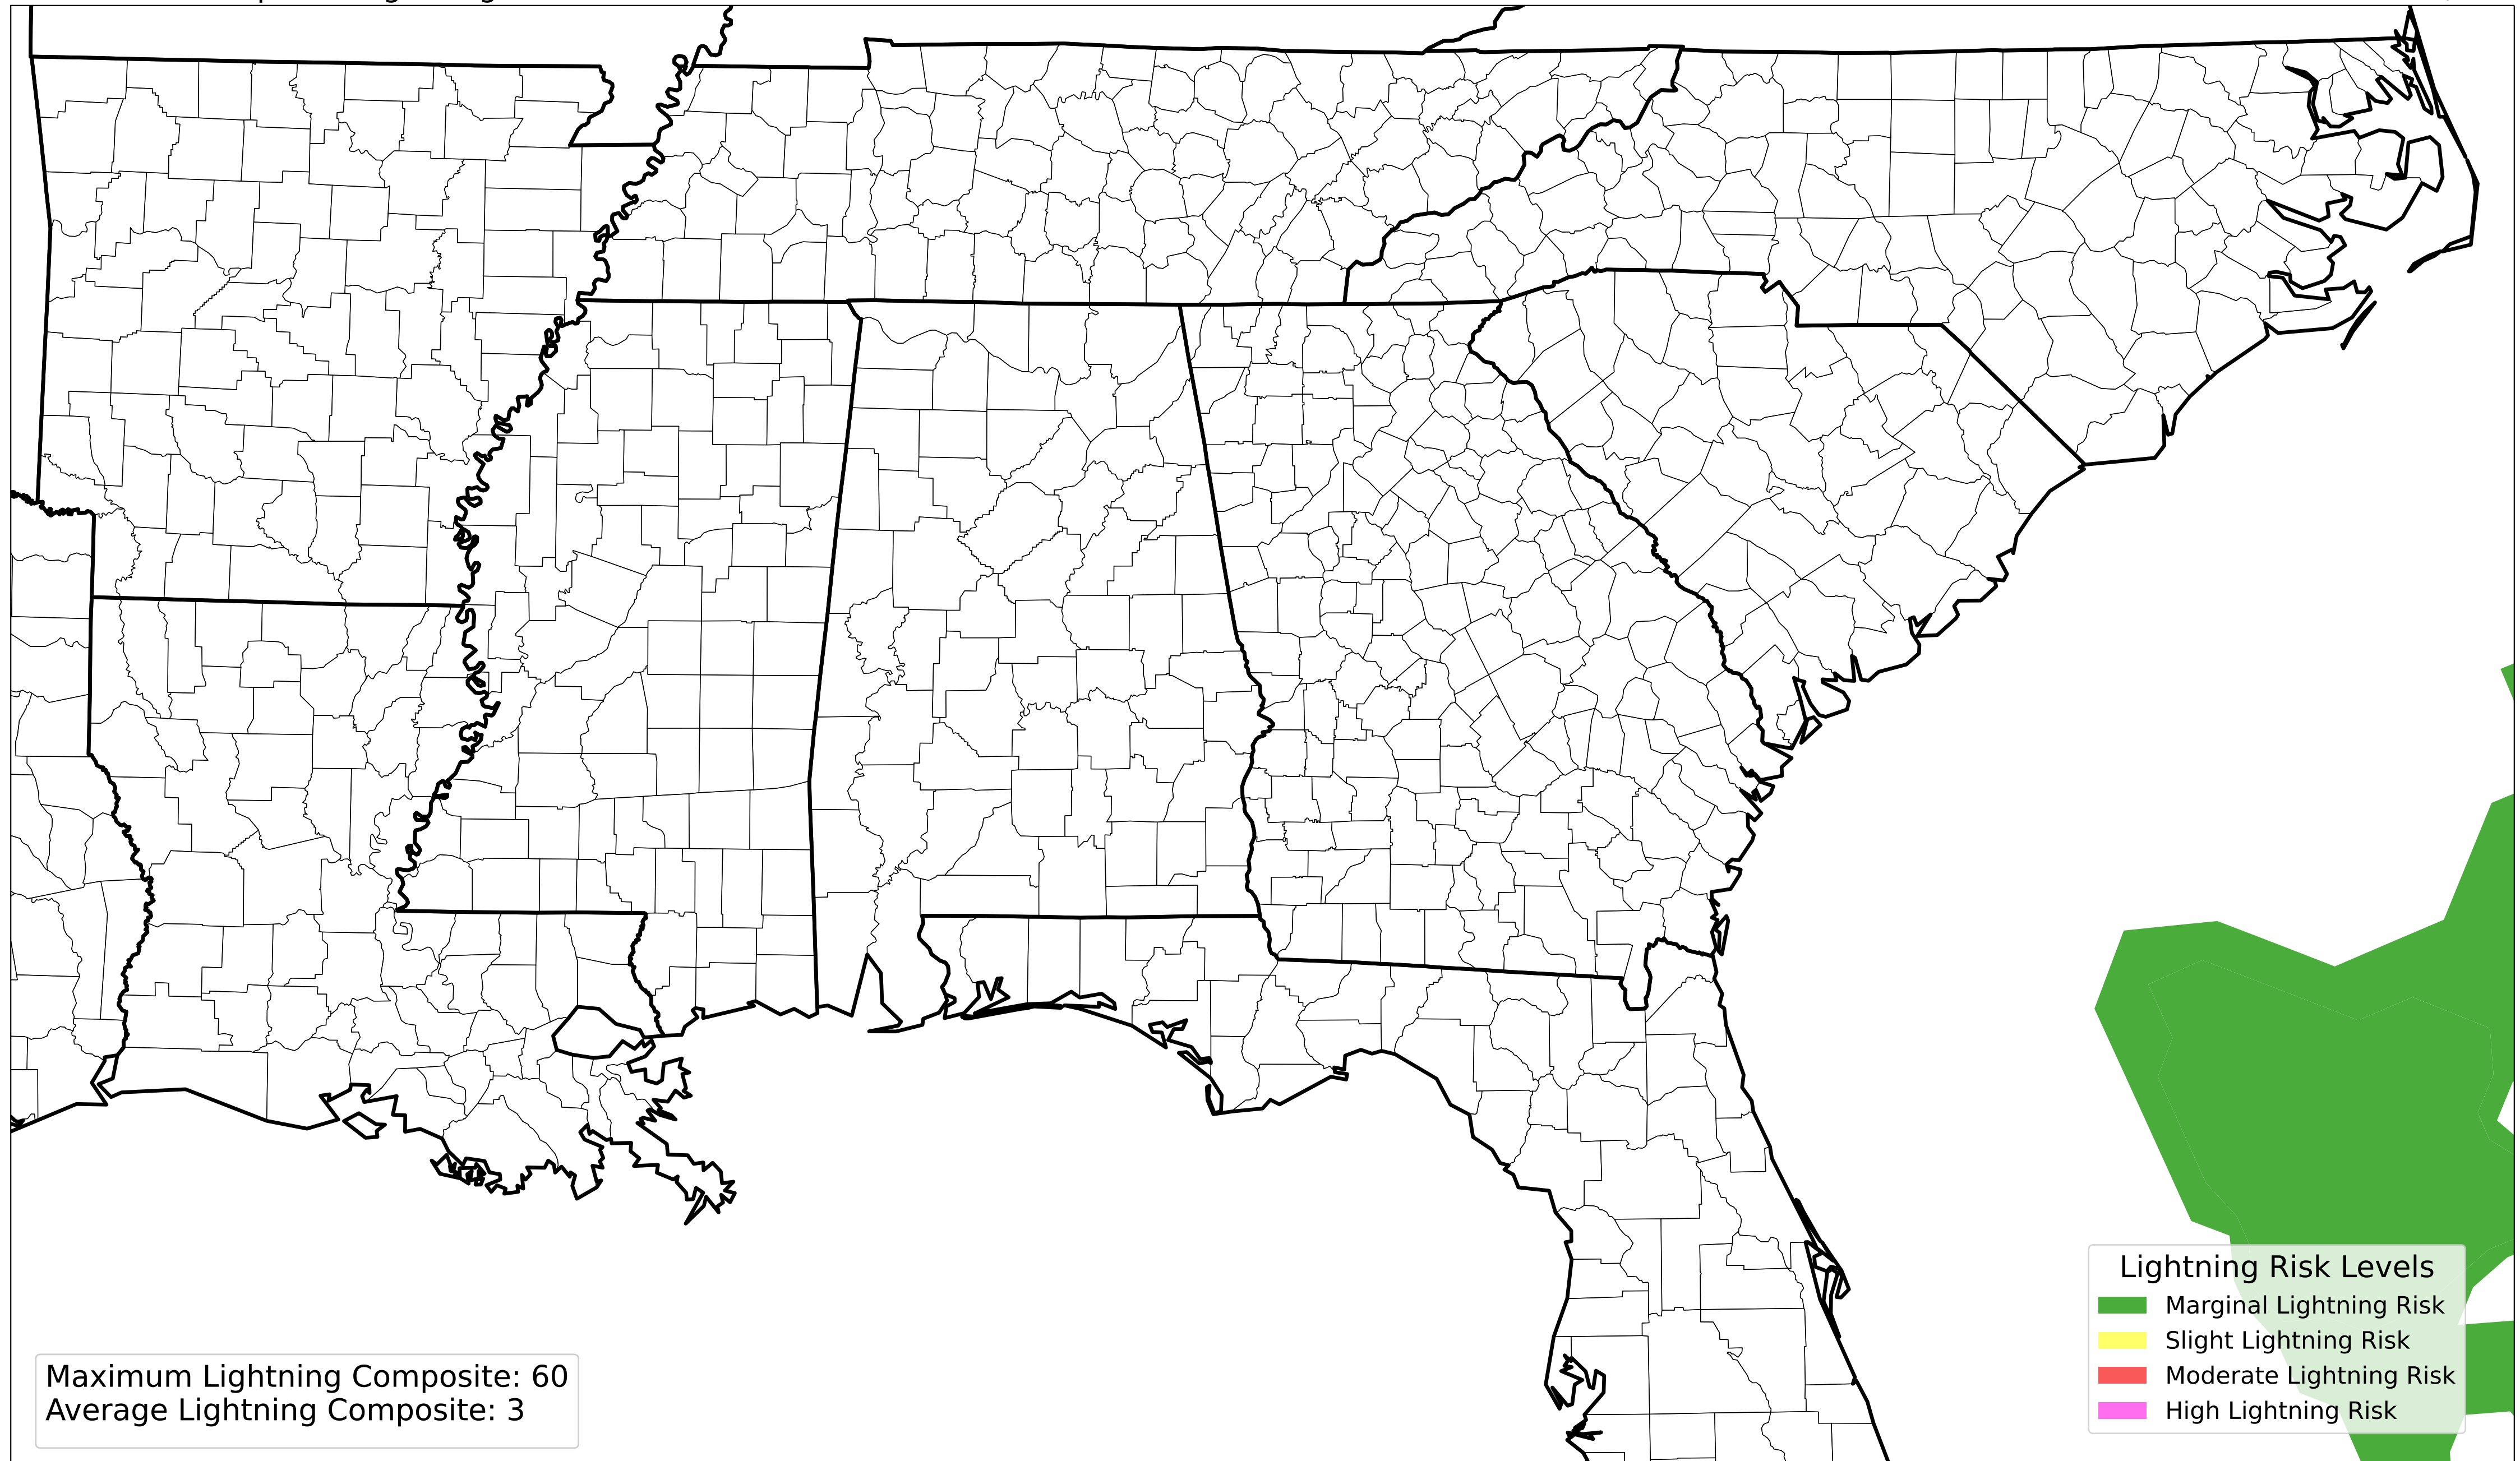 Lightning Risk Levels
Marginal Lightning Risk
Slight Lightning Risk
Moderate Lightning Risk
High Lightning Risk
Maximum Lightning Composite: 60
Average Lightning Composite: 3